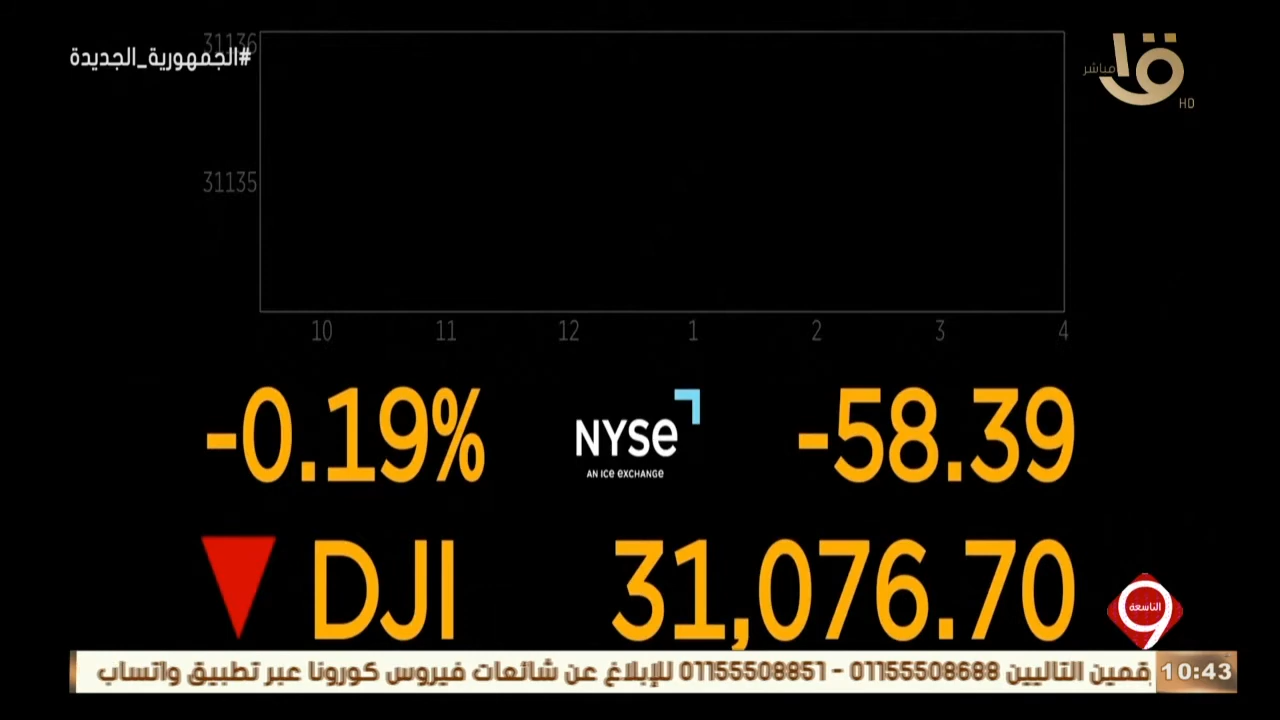 31136
#الجمهورية_الجديدة
مباشر
HD
31135
10 11 12 1 2 3 4
-0.19%
NYSE
AN ICE EXCHANGE
-58.39
DJI 31,076.70
التاسعة
9
قمين التاليين 01155508688 - 01155508851 للإبلاغ عن شائعات فيروس كورونا عبر تطبيق واتساب
10:43